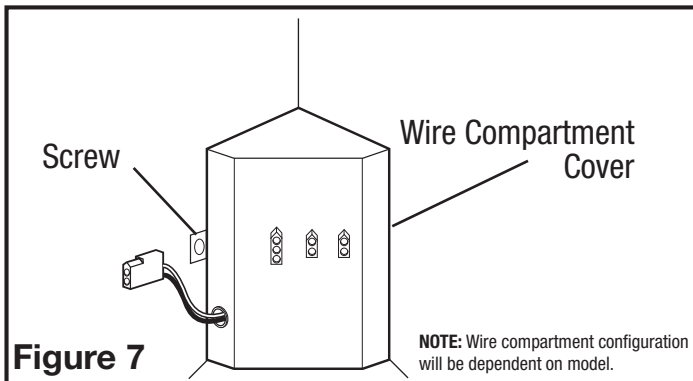 Wire Compartment
Cover
Screw
Figure 7
NOTE: Wire compartment configuration
will be dependent on model.